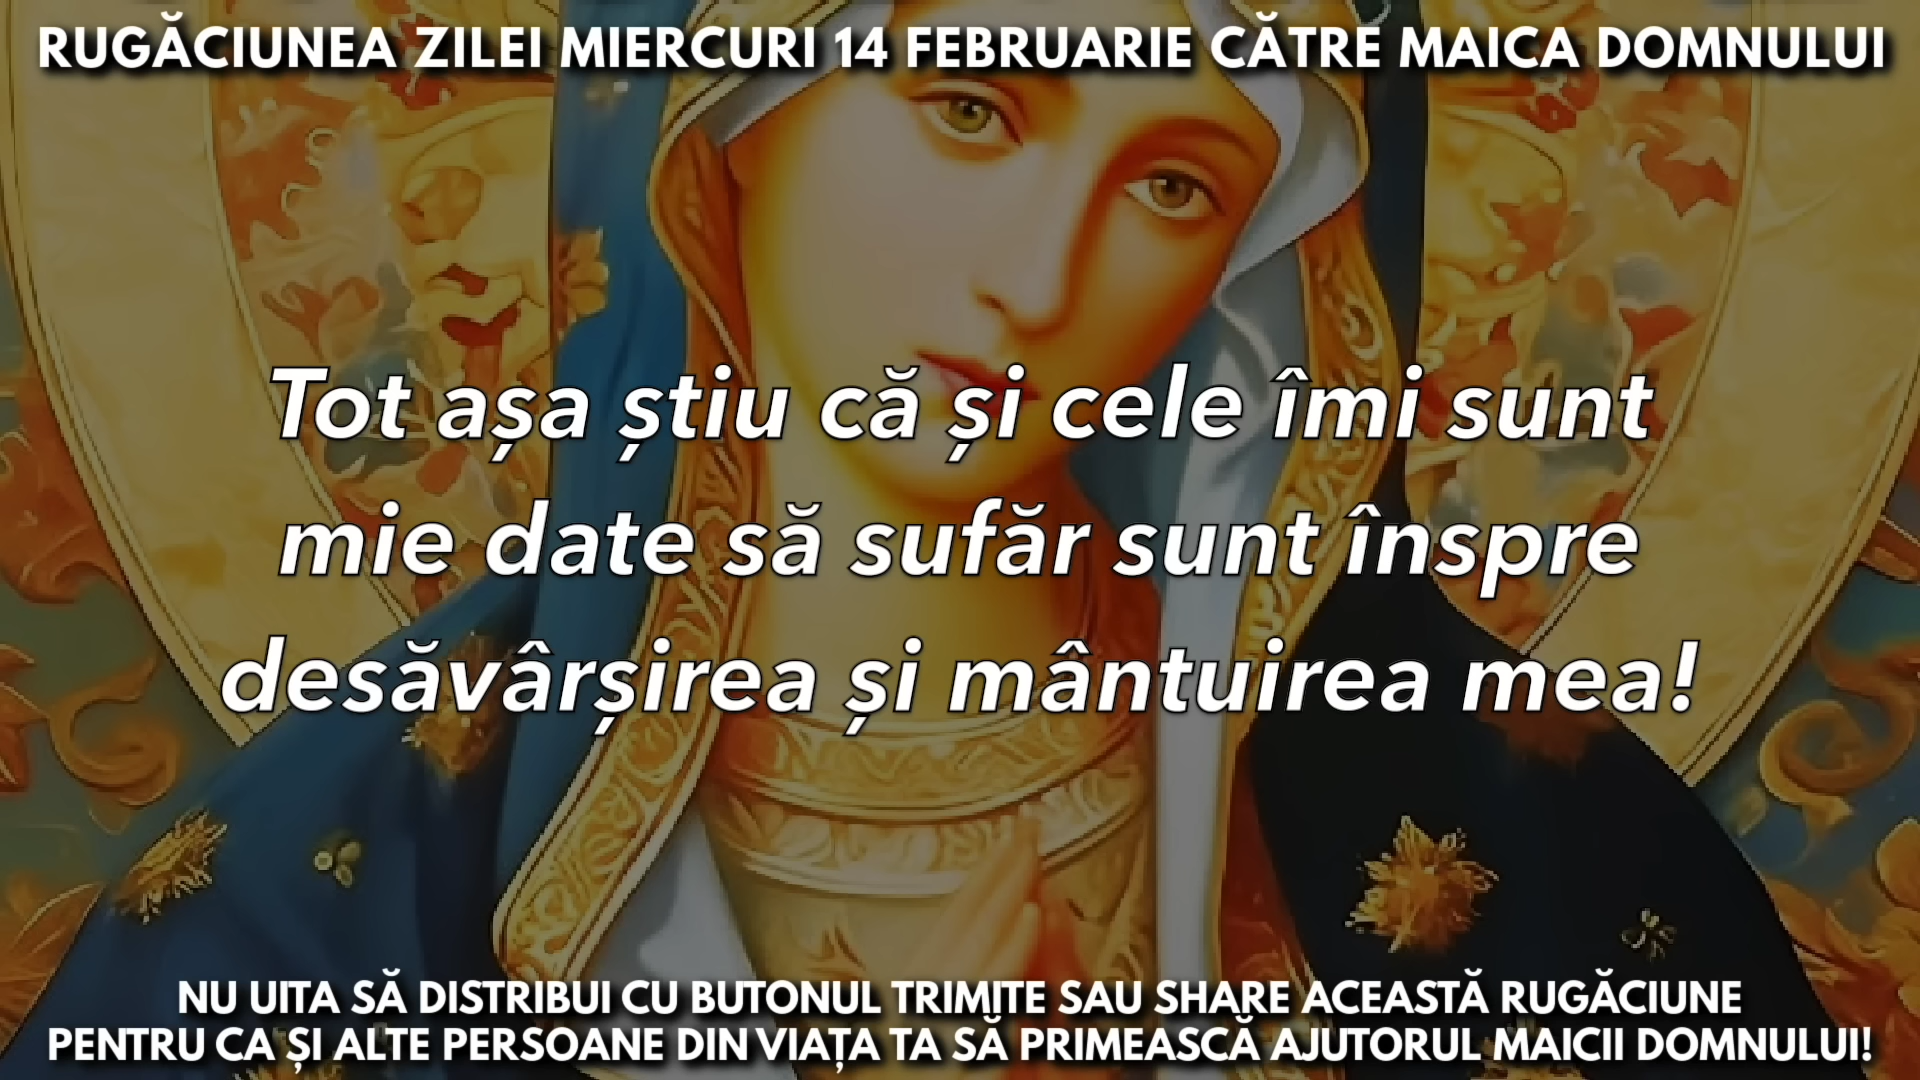 RUGĂCIUNEA ZILEI MIERCURI 14 FEBRUARIE CĂTRE MAICA DOMNULUI
Tot așa știu că și cele îmi sunt
mie date să sufăr sunt înspre
desăvârșirea și mântuirea mea!
NU UITA SĂ DISTRIBUI CU BUTONUL TRIMITE SAU SHARE ACEASTĂ RUGĂCIUNE
PENTRU CA ȘI ALTE PERSOANE DIN VIAȚA TA SĂ PRIMEASCĂ AJUTORUL MAICII DOMNULUI!